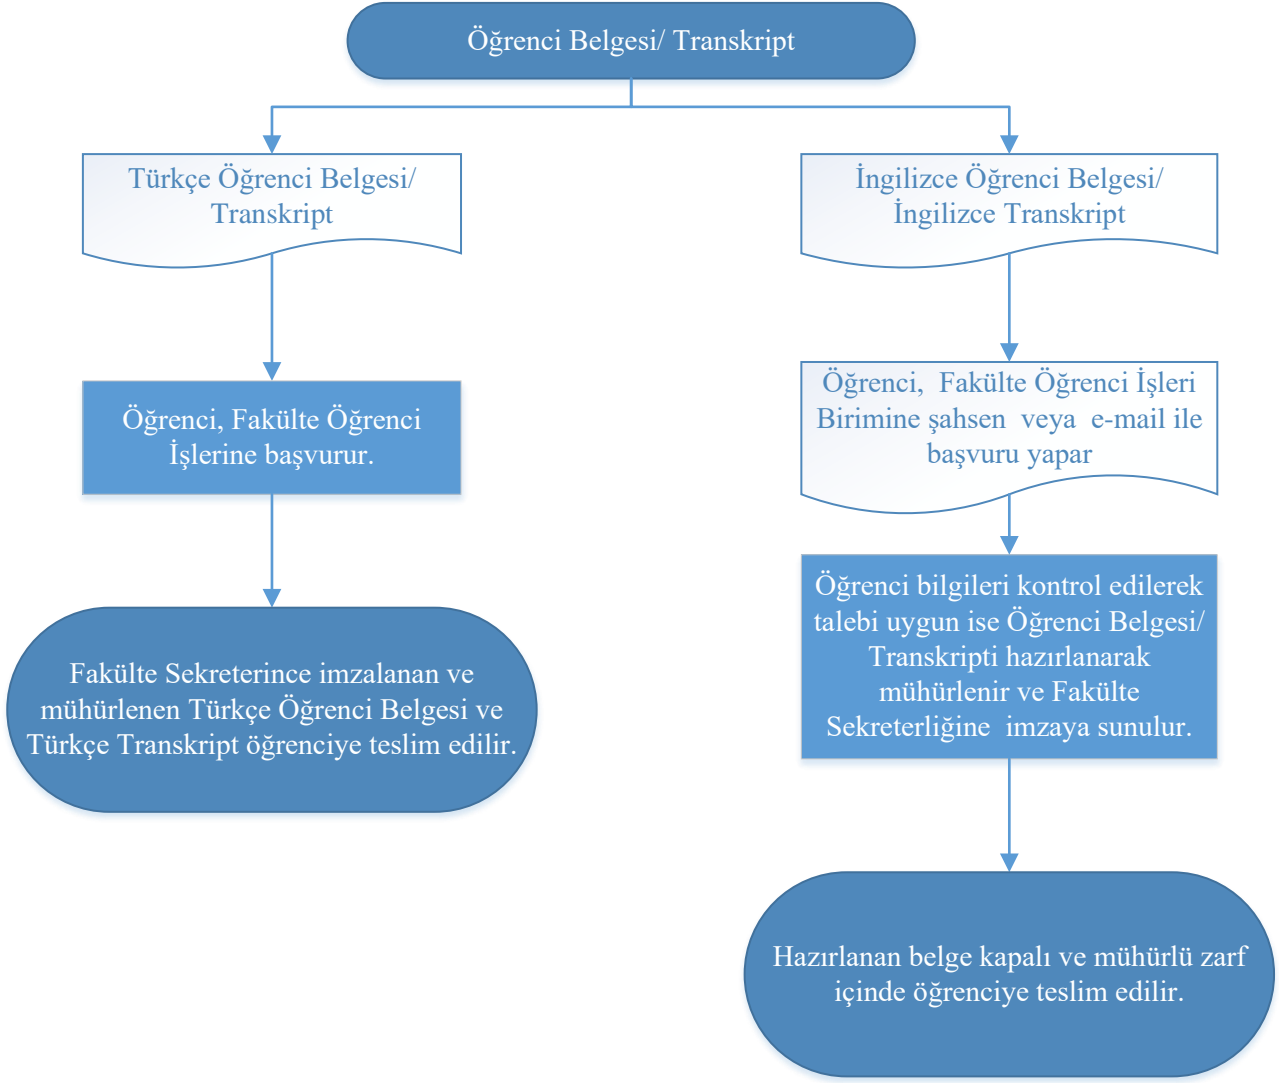 Öğrenci Belgesi/ Transkript
Türkçe Öğrenci Belgesi/
Transkript
Öğrenci, Fakülte Öğrenci
İşlerine başvurur.
Fakülte Sekreterince imzalanan ve
mühürlenen Türkçe Öğrenci Belgesi ve
Türkçe Transkript öğrenciye teslim edilir.
İngilizce Öğrenci Belgesi/
İngilizce Transkript
Öğrenci,  Fakülte Öğrenci İşleri
Birimine şahsen  veya  e-mail ile
başvuru yapar
Öğrenci bilgileri kontrol edilerek
talebi uygun ise Öğrenci Belgesi/
Transkripti hazırlanarak
mühürlenir ve Fakülte
Sekreterliğine  imzaya sunulur.
Hazırlanan belge kapalı ve mühürlü zarf
içinde öğrenciye teslim edilir.